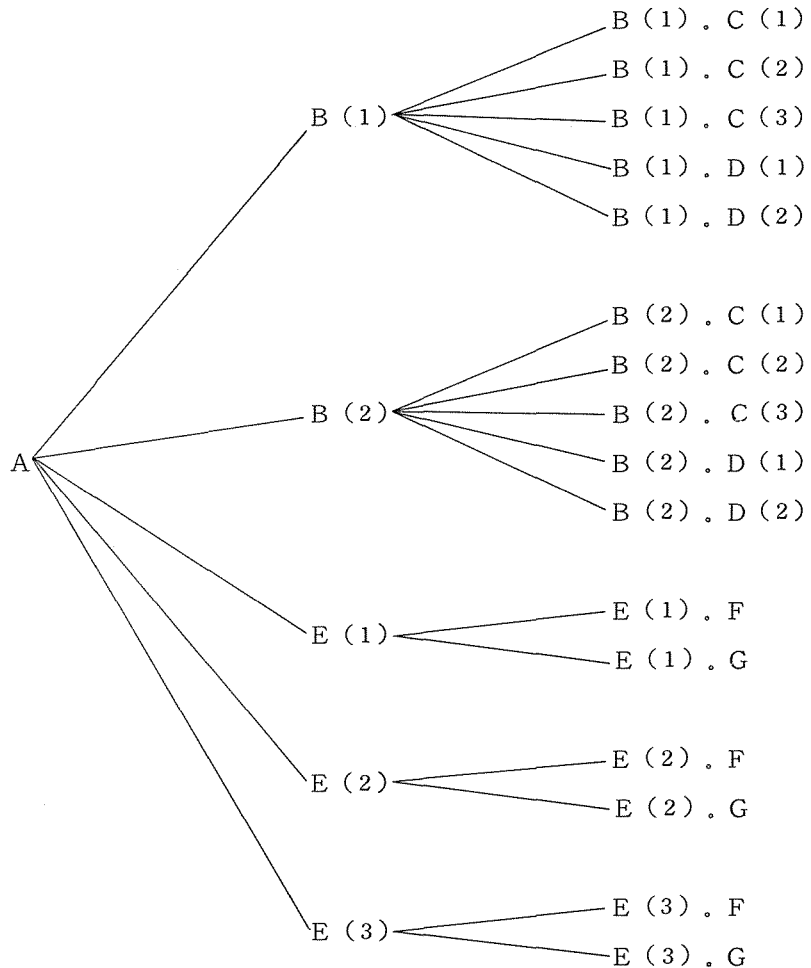 B (1) 。C (1)
B (1) 。C (2)
B (1)
B (1) 。C (3)
B (1) 。D (1)
B (1) 。D (2)
B (2) 。C (1)
B (2) 。C (2)
B (2)
B (2) 。C (3)
A
B (2) 。D (1)
B (2) 。D (2)
E (1)
E (1) 。F
E (1) 。G
E (2)
E (2) 。F
E (2) 。G
E (3)
E (3) 。F
E (3) 。G